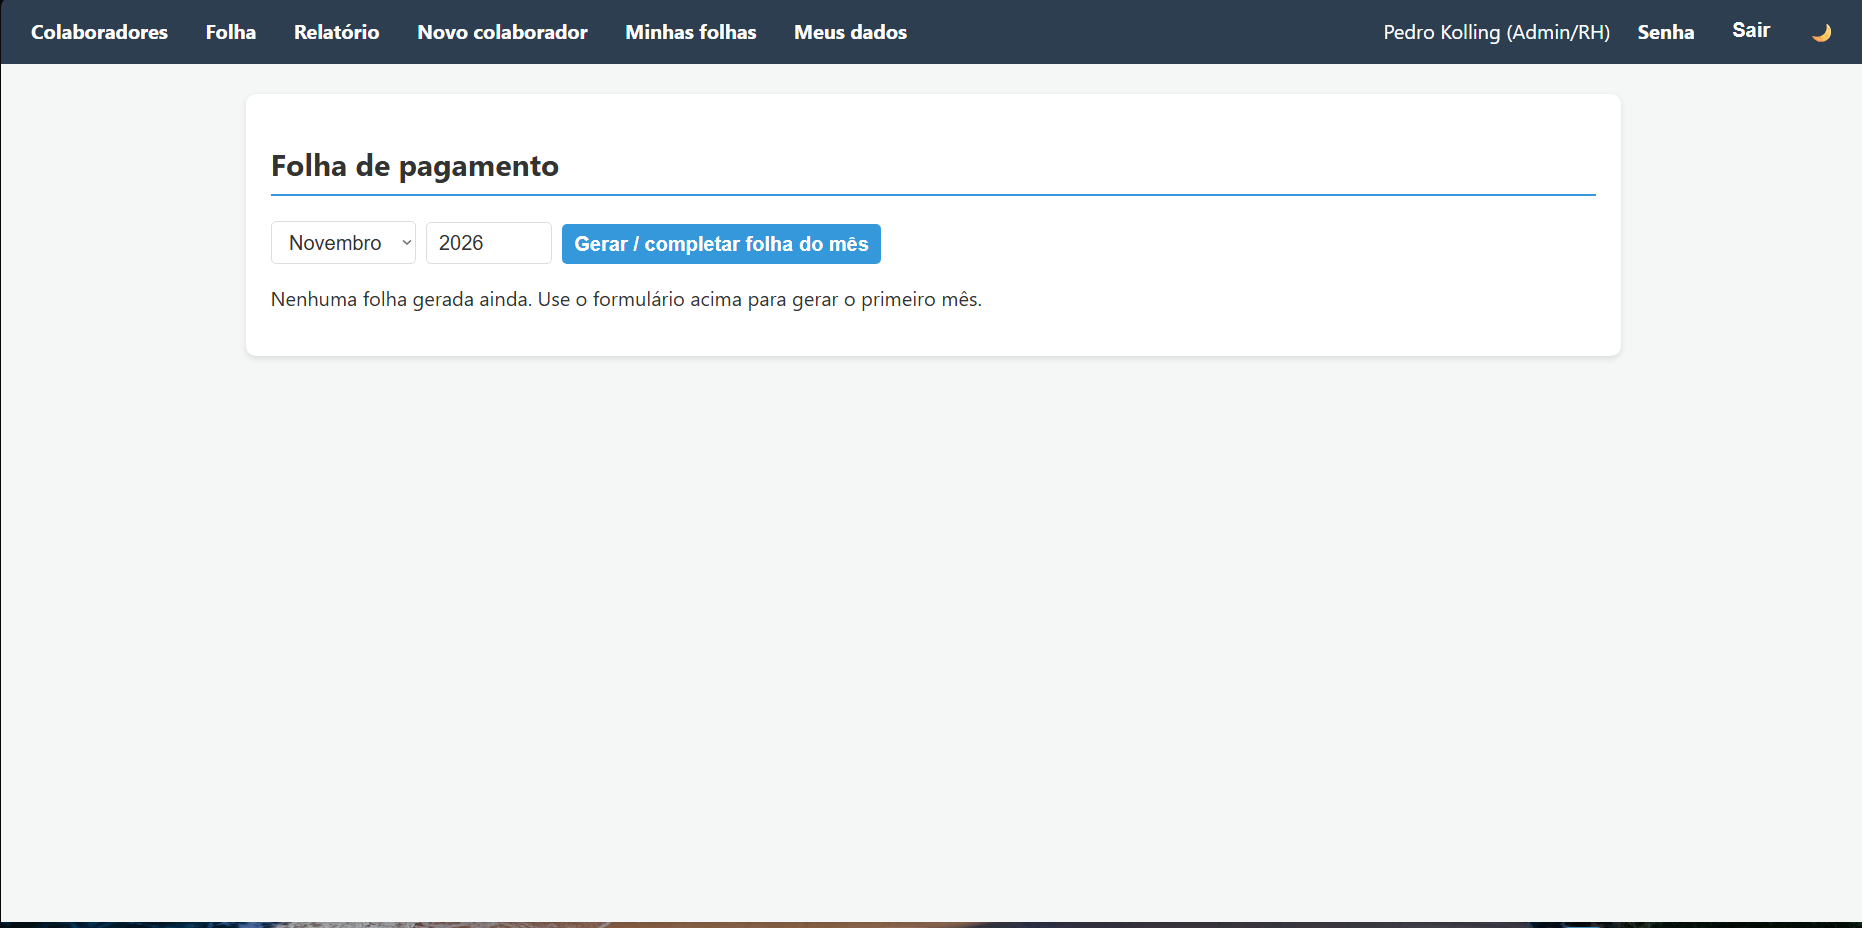 Colaboradores Folha Relatório Novo colaborador Minhas folhas Meus dados Pedro Kolling (Admin/RH) Senha Sair
Folha de pagamento
Novembro 2026 Gerar / completar folha do mês
Nenhuma folha gerada ainda. Use o formulário acima para gerar o primeiro mês.